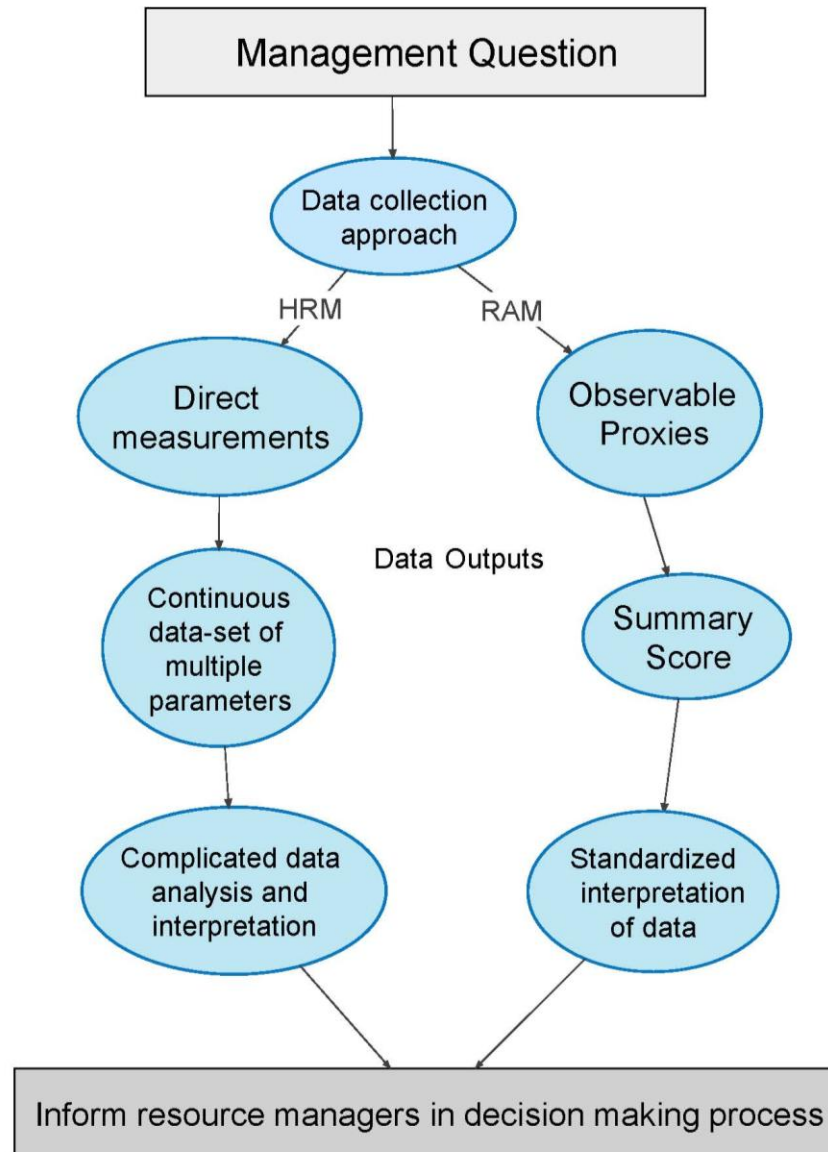 Management Question
Data collection
approach
HRM
RAM
Direct
measurements
Observable
Proxies
Data Outputs
Continuous
data-set of
multiple
parameters
Summary
Score
Complicated data
analysis and
interpretation
Standardized
interpretation
of data
Inform resource managers in decision making process